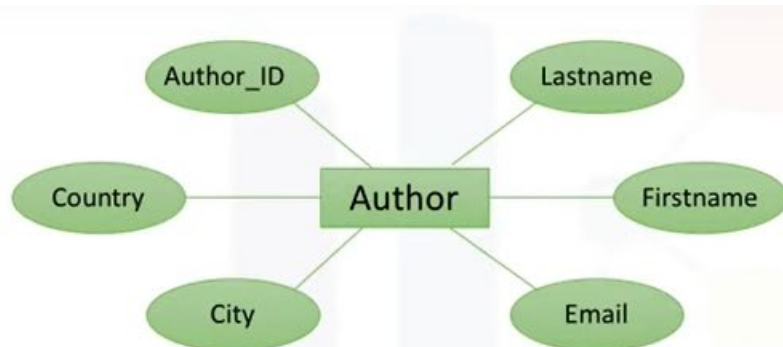 Author_ID
Lastname
Country
Author
Firstname
City
Email